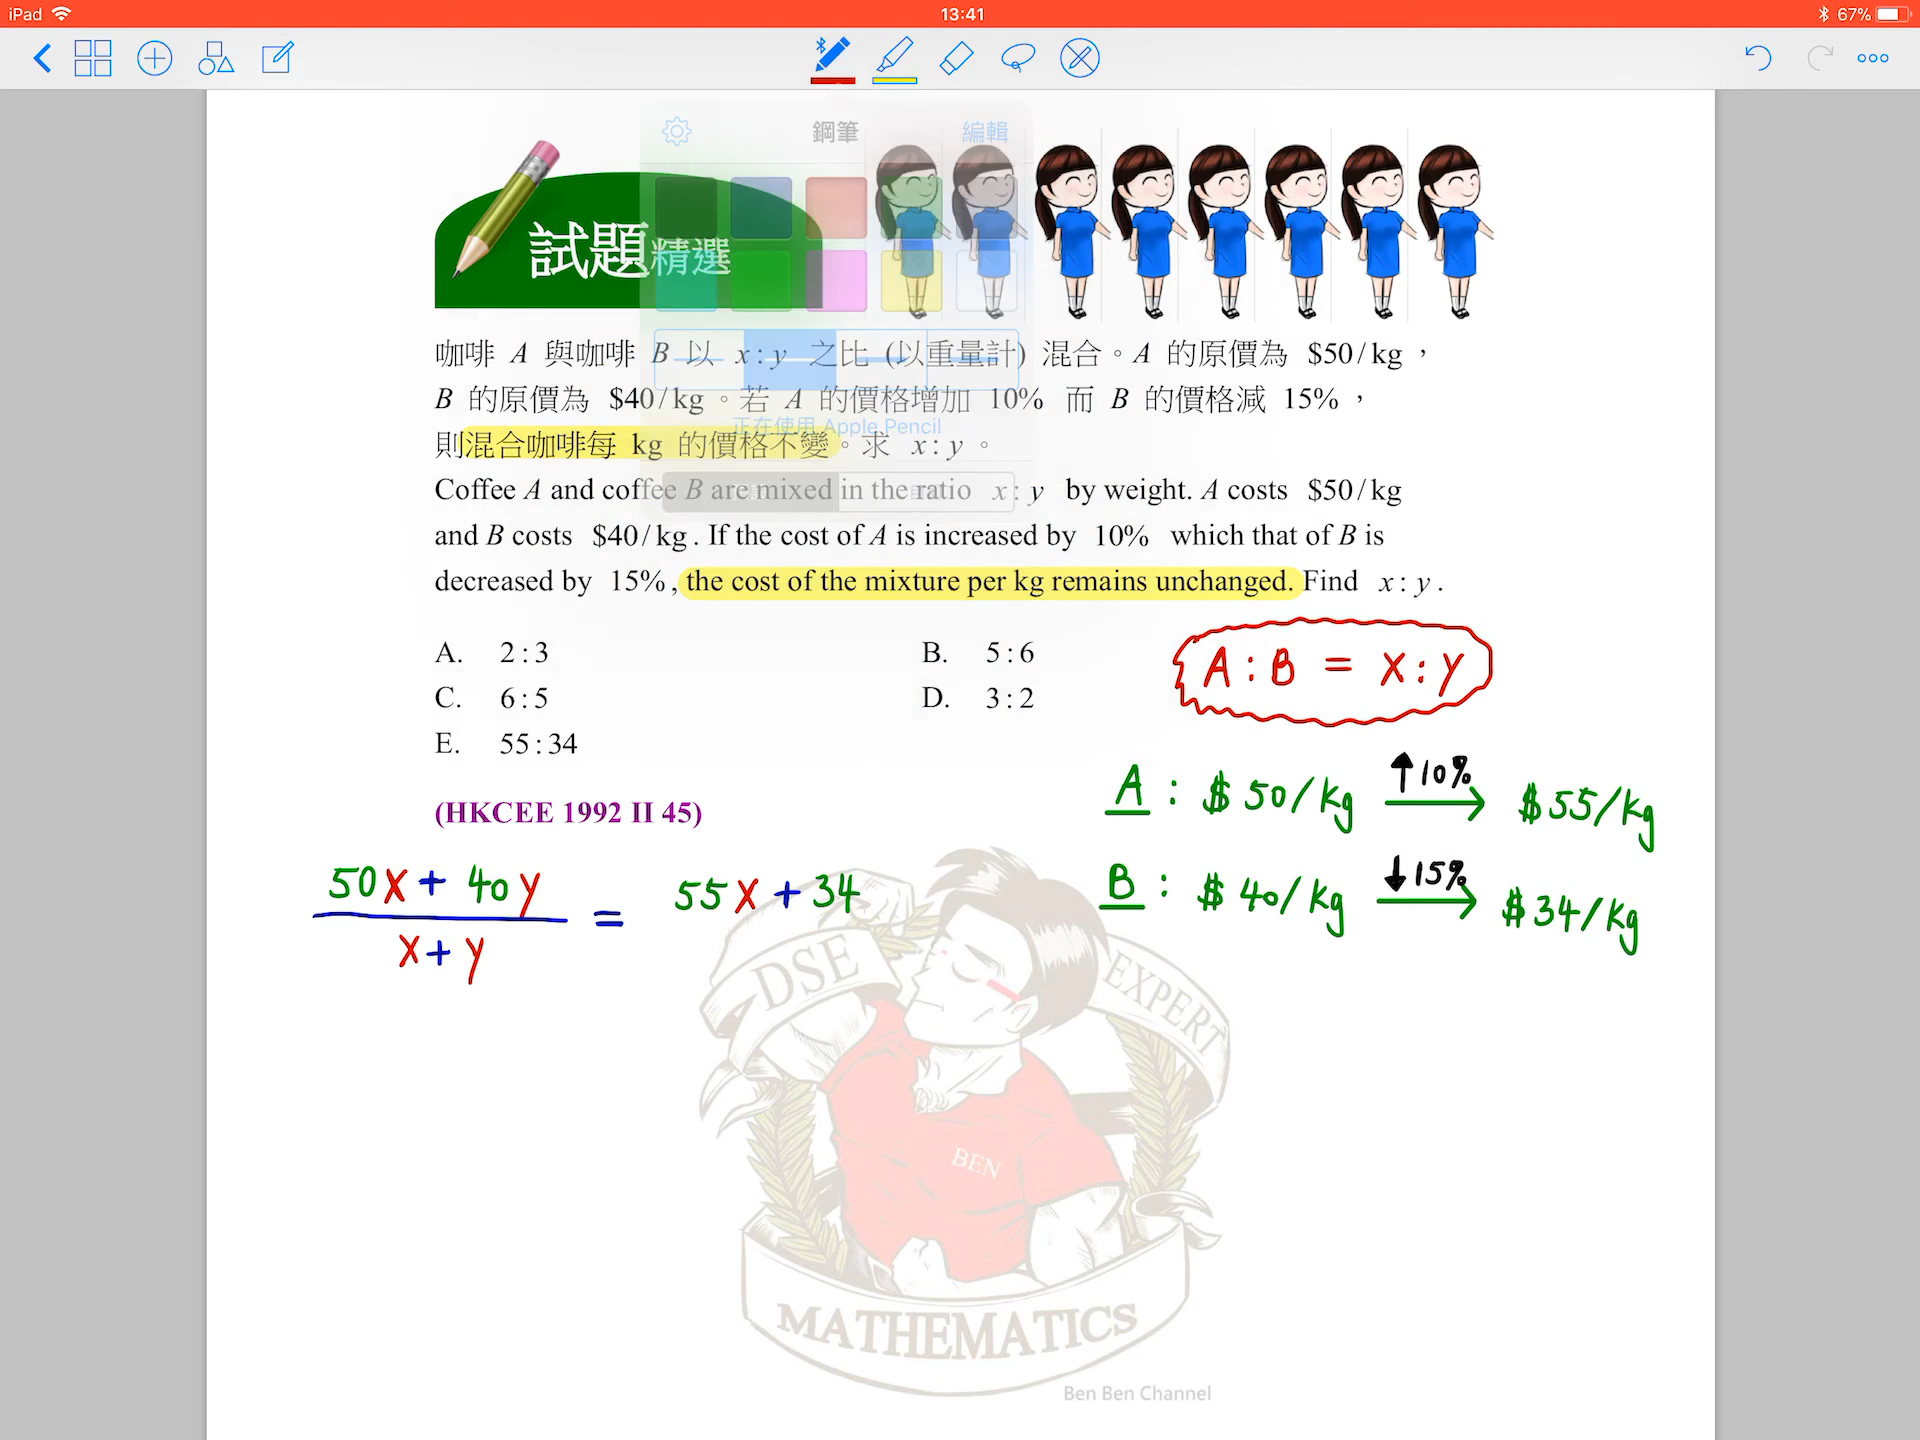 iPad 13:41 67%
鋼筆 編輯
試題精選
咖啡 A 與咖啡 B 以 x : y 之比 (以重量計) 混合。A 的原價為 $50/kg，
B 的原價為 $40/kg。若 A 的價格增加 10% 而 B 的價格減 15%，
正在使用 Apple Pencil
則混合咖啡每 kg 的價格不變。求 x : y 。
Coffee A and coffee B are mixed in the ratio x : y by weight. A costs $50/kg
and B costs $40/kg. If the cost of A is increased by 10% which that of B is
decreased by 15%, the cost of the mixture per kg remains unchanged. Find x : y .
A. 2 : 3 B. 5 : 6
C. 6 : 5 D. 3 : 2
E. 55 : 34
A : B = x : y
(HKCEE 1992 II 45)
A : $50/kg ↑10% → $55/kg
B : $40/kg ↓15% → $34/kg
50x + 40y
x + y
=
55x + 34
DSE EXPERT
BEN
MATHEMATICS
Ben Ben Channel